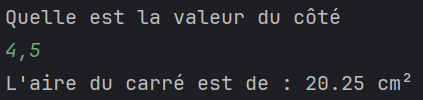 Quelle est la valeur du côté
4,5
L'aire du carré est de : 20.25 cm²